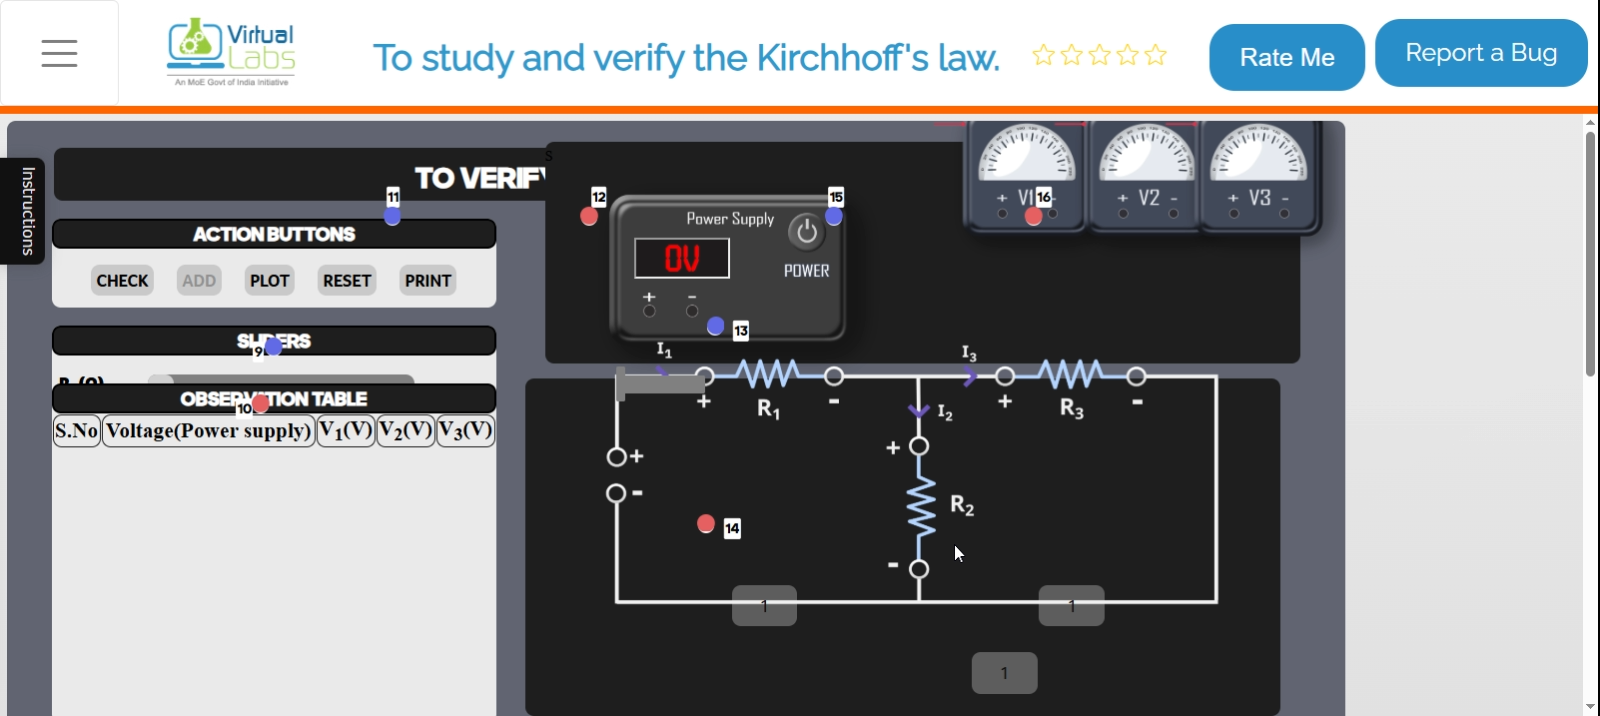 Virtual
Labs
An MoE Govt of India Initiative
To study and verify the Kirchhoff's law.
Rate Me
Report a Bug
Instructions
TO VERIFY
S
ACTION BUTTONS
CHECK
ADD
PLOT
RESET
PRINT
SLIDERS
OBSERVATION TABLE
S.No
Voltage(Power supply)
V1(V)
V2(V)
V3(V)
9
10
11
12
13
14
15
16
Power Supply
0V
POWER
+ -
+ V1 -
+ V2 -
+ V3 -
I1
I3
+ R1 -
+ R3 -
I2
+
-
+
R2
-
1
1
1